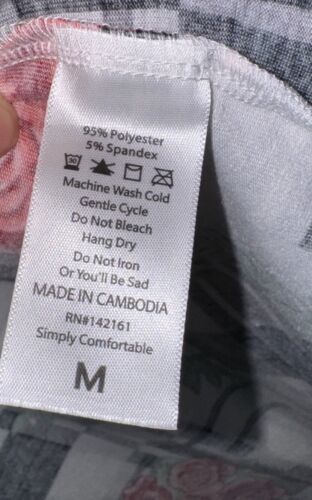 95% Polyester
5% Spandex
30
Machine Wash Cold
Gentle Cycle
Do Not Bleach
Hang Dry
Do Not Iron
Or You'll Be Sad
MADE IN CAMBODIA
RN#142161
Simply Comfortable
M